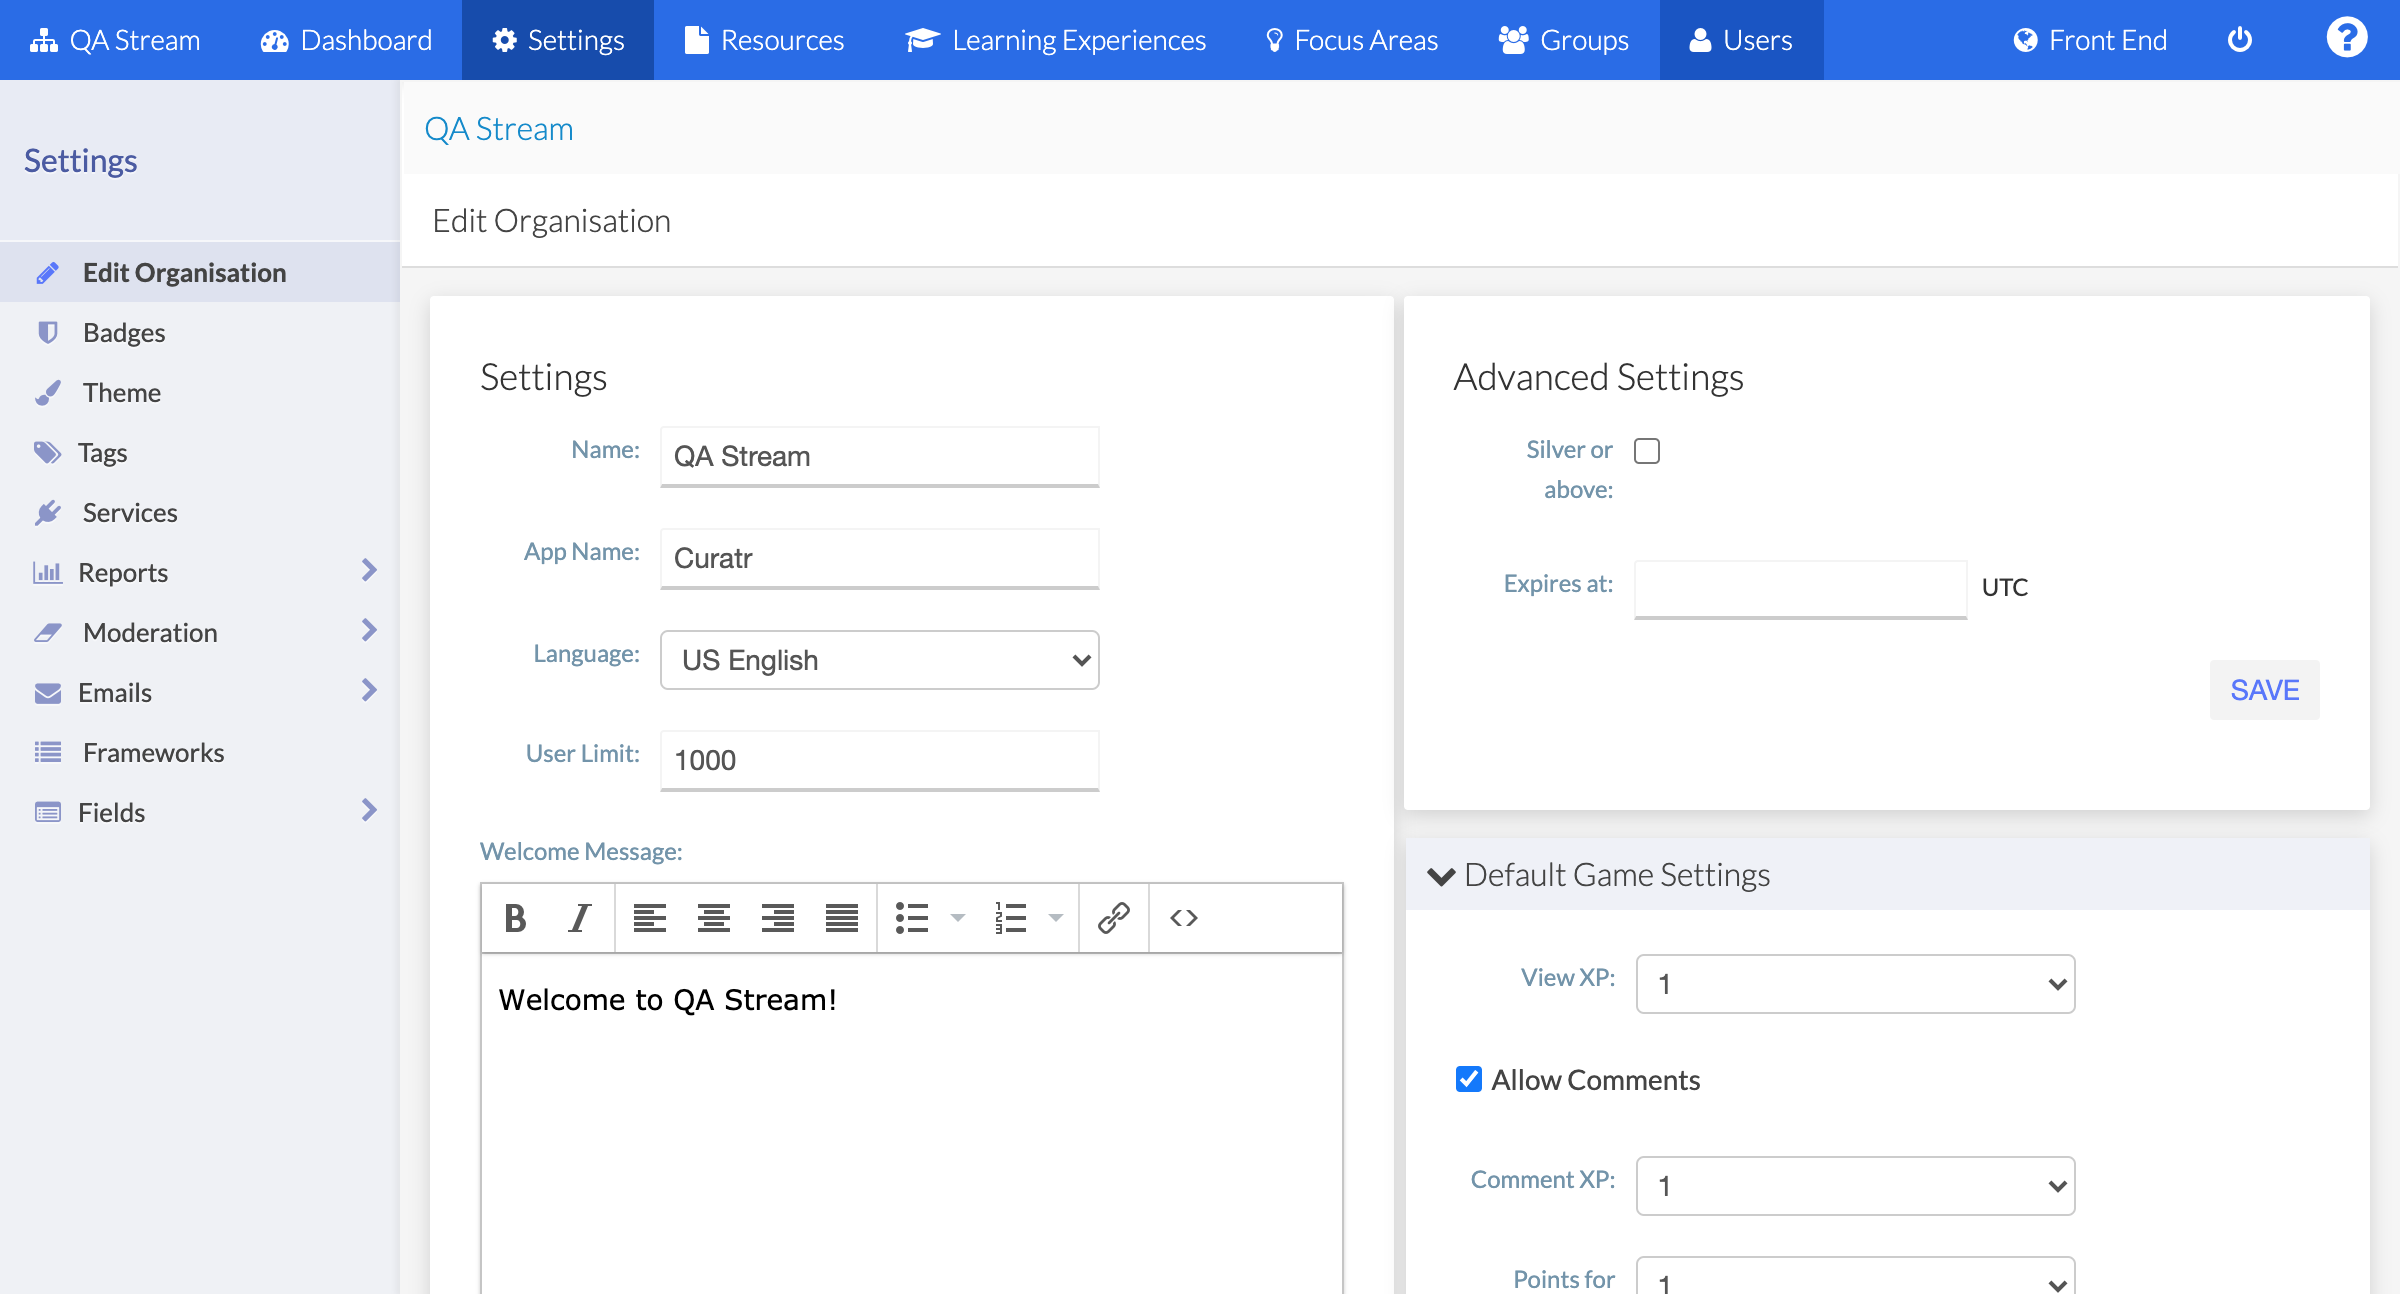 QA Stream Dashboard Settings Resources Learning Experiences Focus Areas Groups Users Front End
QA Stream
Settings
Edit Organisation
Edit Organisation
Badges
Theme
Tags
Services
Reports
Moderation
Emails
Frameworks
Fields
Settings
Name: QA Stream
App Name: Curatr
Language: US English
User Limit: 1000
Welcome Message:
Welcome to QA Stream!
Advanced Settings
Silver or
above:
Expires at: UTC
SAVE
Default Game Settings
View XP: 1
Allow Comments
Comment XP: 1
Points for 1